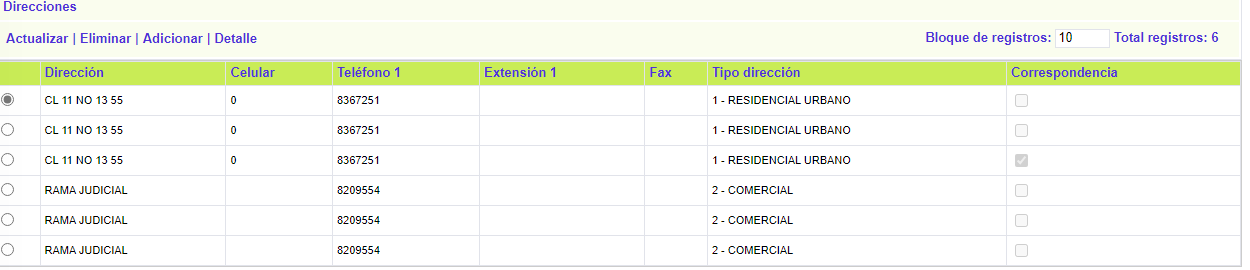 Direcciones
Actualizar | Eliminar | Adicionar | Detalle Bloque de registros: 10 Total registros: 6
Dirección Celular Teléfono 1 Extensión 1 Fax Tipo dirección Correspondencia
CL 11 NO 13 55 0 8367251 1 - RESIDENCIAL URBANO
CL 11 NO 13 55 0 8367251 1 - RESIDENCIAL URBANO
CL 11 NO 13 55 0 8367251 1 - RESIDENCIAL URBANO
RAMA JUDICIAL 8209554 2 - COMERCIAL
RAMA JUDICIAL 8209554 2 - COMERCIAL
RAMA JUDICIAL 8209554 2 - COMERCIAL